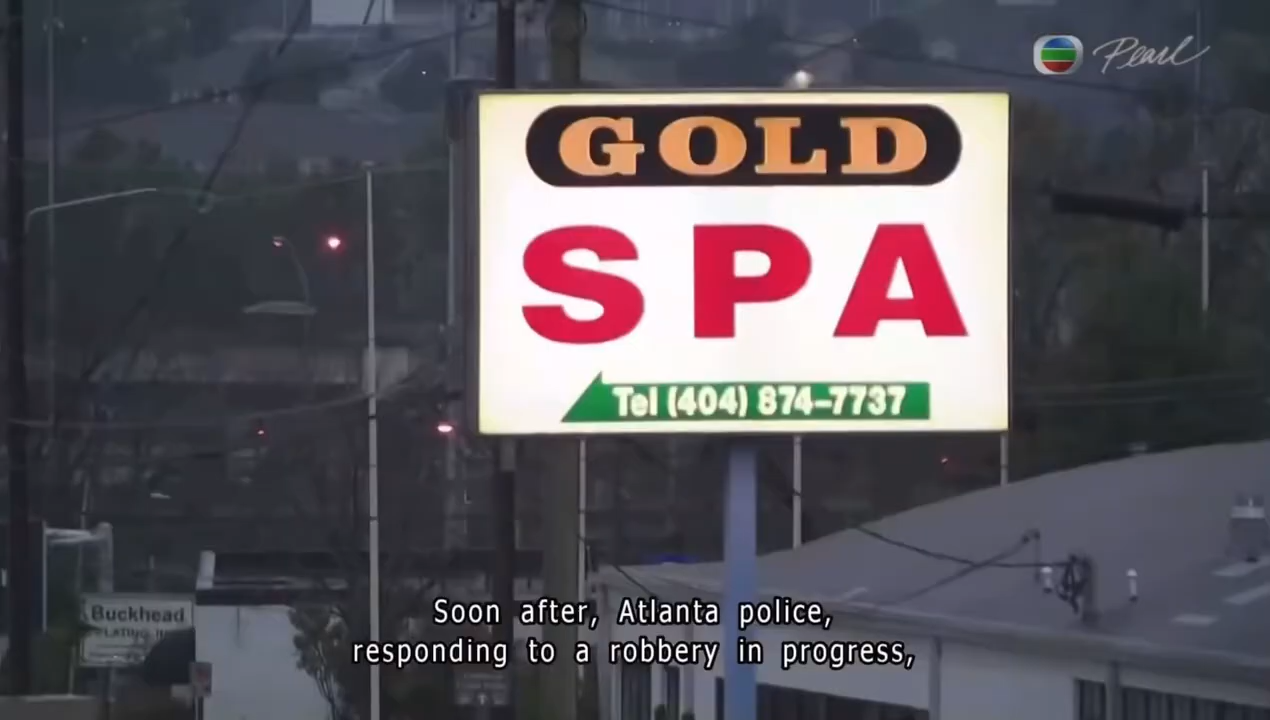 Pearl
GOLD
SPA
Tel (404) 874-7737
Buckhead
Soon after, Atlanta police,
responding to a robbery in progress,